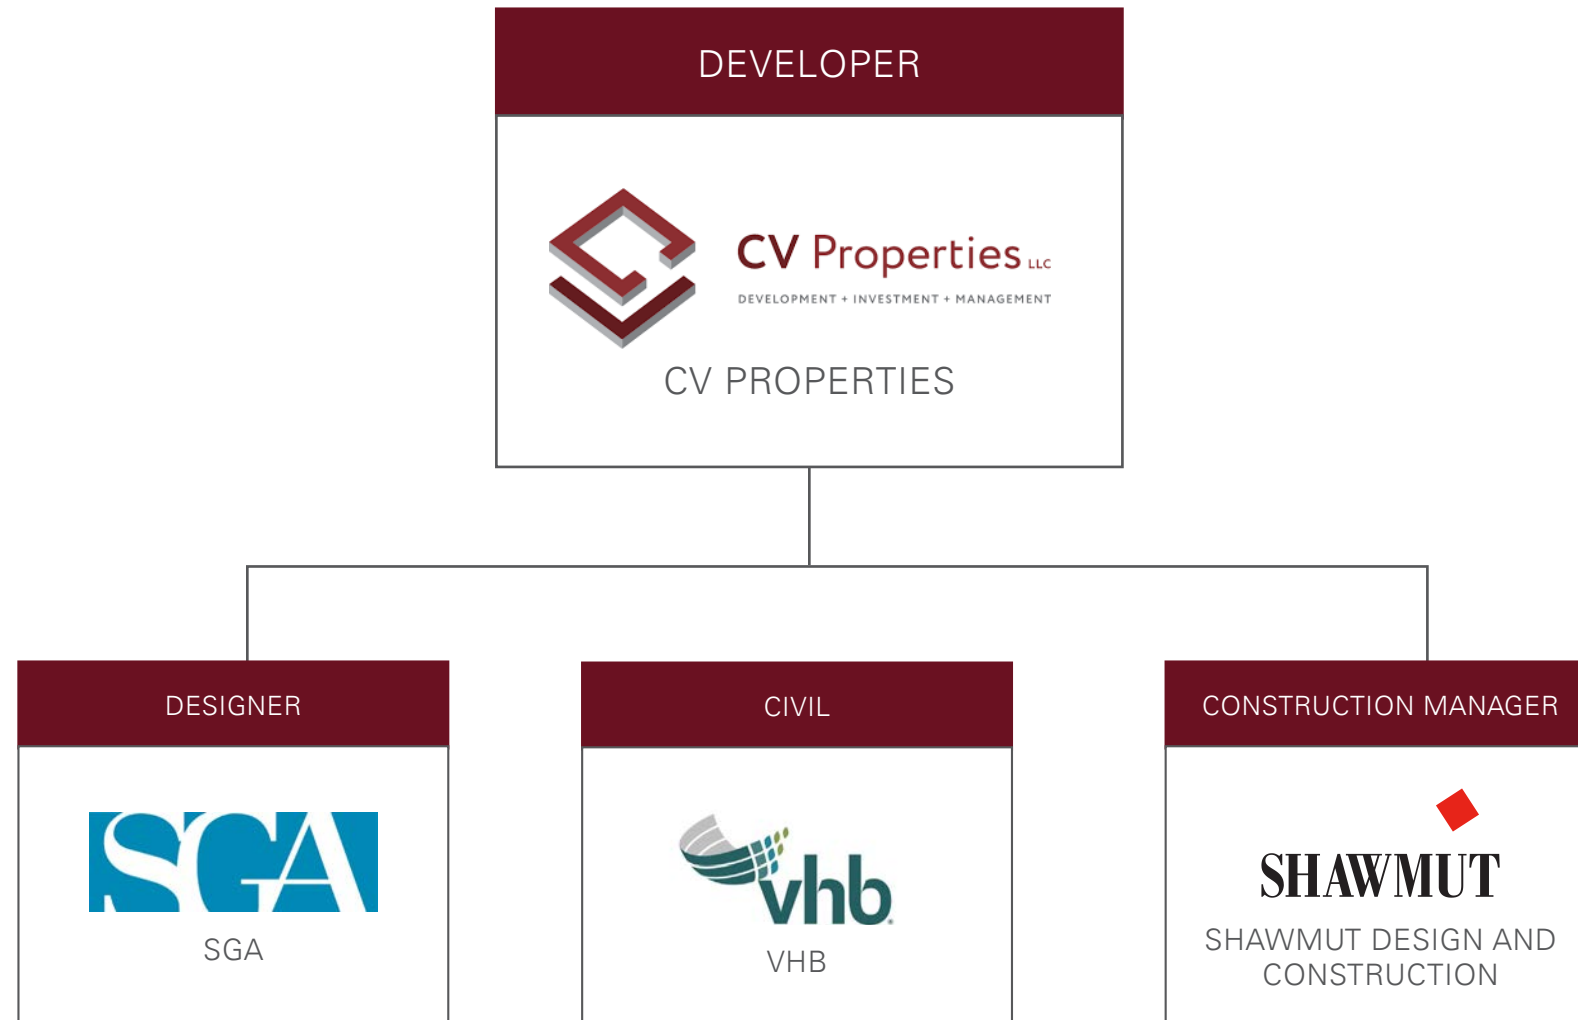 DEVELOPER
CV Properties LLC
DEVELOPMENT + INVESTMENT + MANAGEMENT
CV PROPERTIES
DESIGNER
CIVIL
CONSTRUCTION MANAGER
SGA
SGA
vhb
VHB
SHAWMUT
SHAWMUT DESIGN AND
CONSTRUCTION